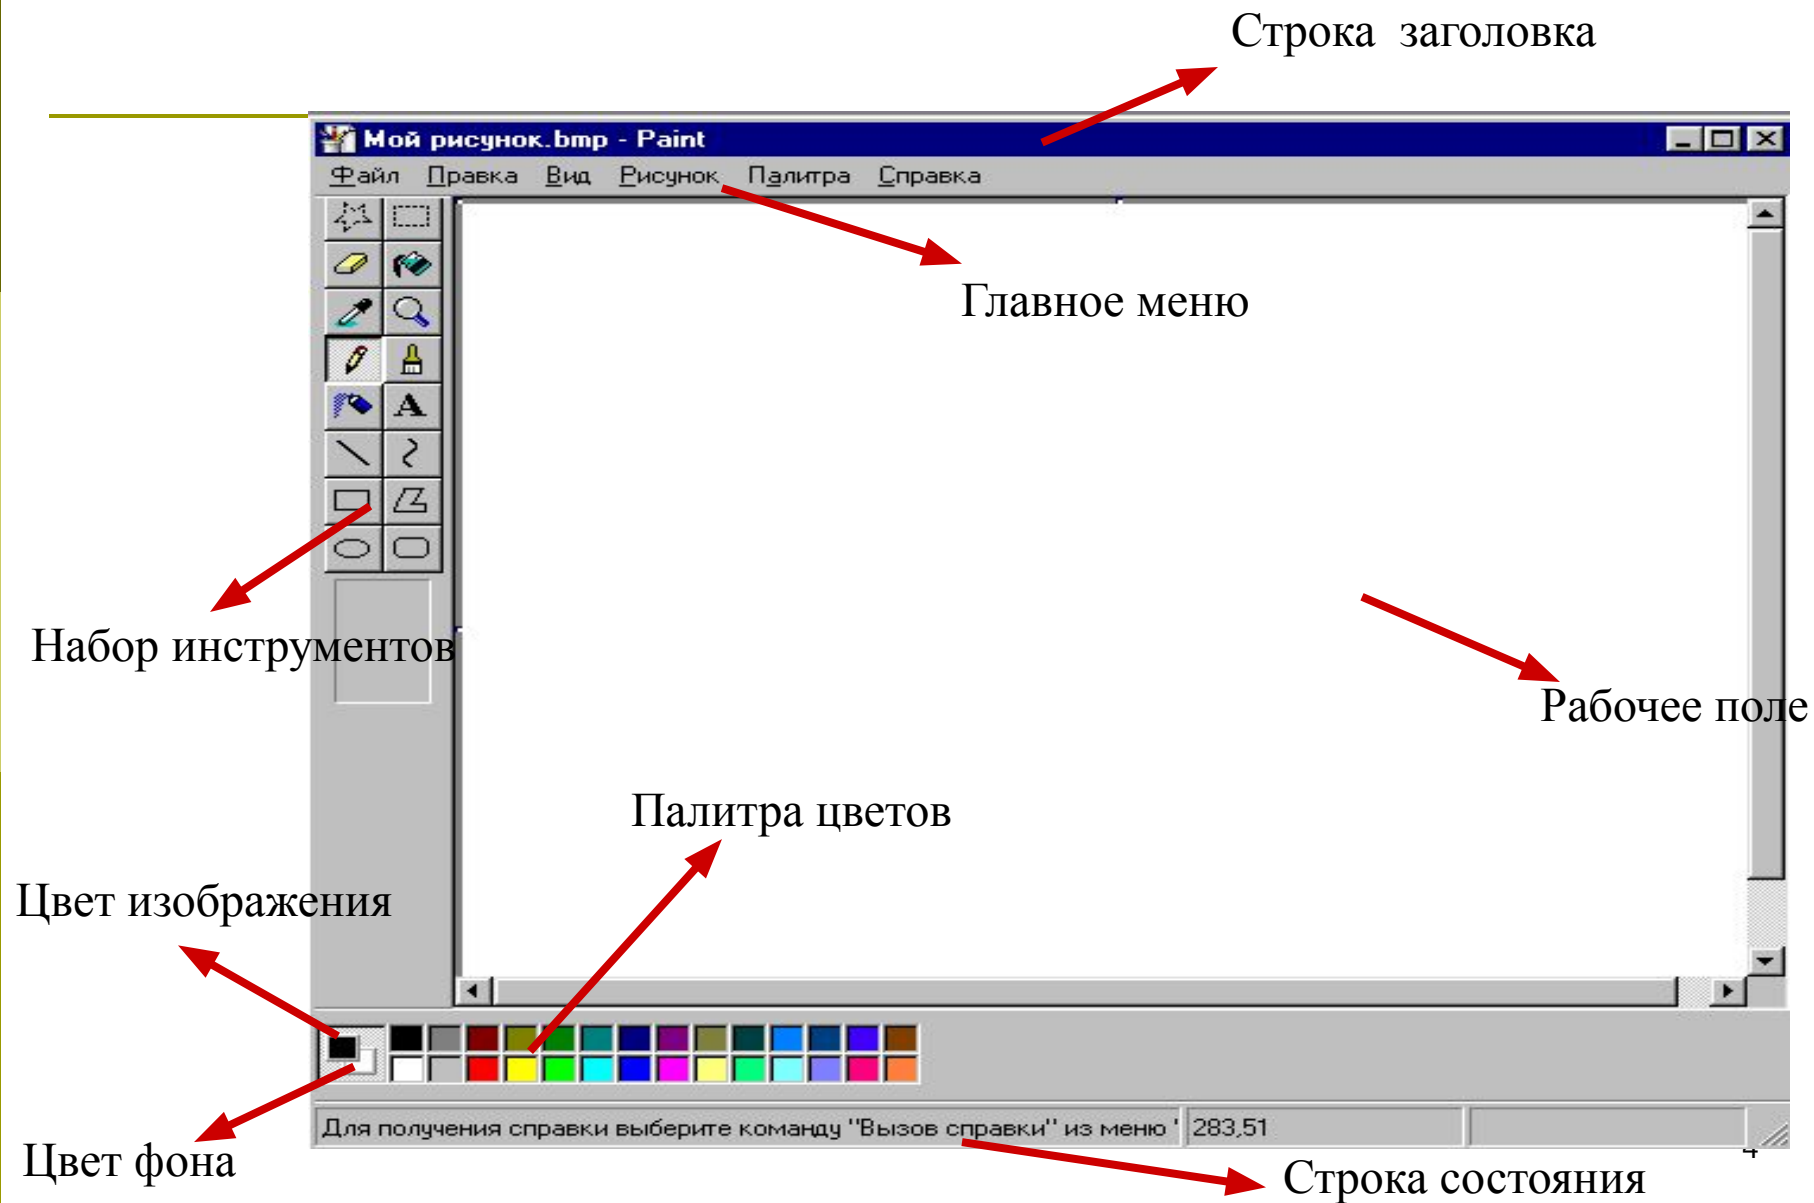 Строка заголовка
Мой рисунок.bmp - Paint
Файл Правка Вид Рисунок Палитра Справка
Главное меню
A
Набор инструментов
Рабочее поле
Палитра цветов
Цвет изображения
Для получения справки выберите команду "Вызов справки" из меню ' 283,51
4
Цвет фона
Строка состояния